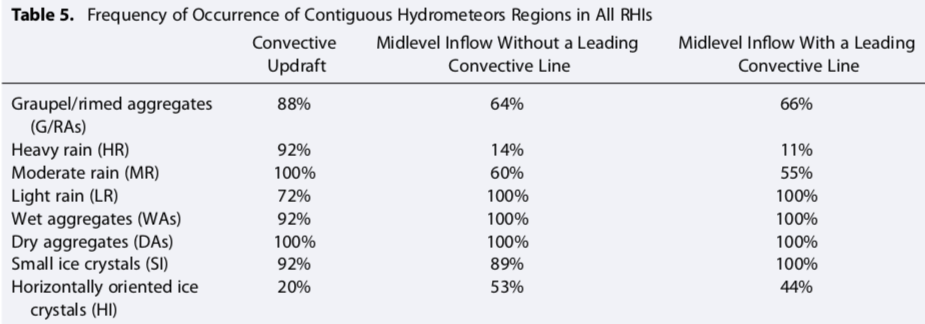 Table 5. Frequency of Occurrence of Contiguous Hydrometeors Regions in All RHIs
Convective Midlevel Inflow Without a Leading Midlevel Inflow With a Leading
Updraft Convective Line Convective Line
Graupel/rimed aggregates 88% 64% 66%
(G/RAs)
Heavy rain (HR) 92% 14% 11%
Moderate rain (MR) 100% 60% 55%
Light rain (LR) 72% 100% 100%
Wet aggregates (WAs) 92% 100% 100%
Dry aggregates (DAs) 100% 100% 100%
Small ice crystals (SI) 92% 89% 100%
Horizontally oriented ice 20% 53% 44%
crystals (HI)